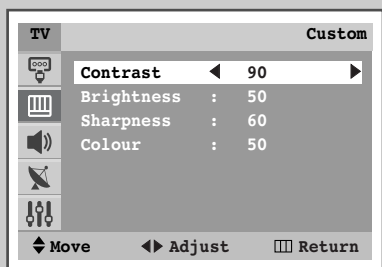 TV Custom
Contrast ◀ 90 ▶
Brightness : 50
Sharpness : 60
Colour : 50
Move Adjust Return